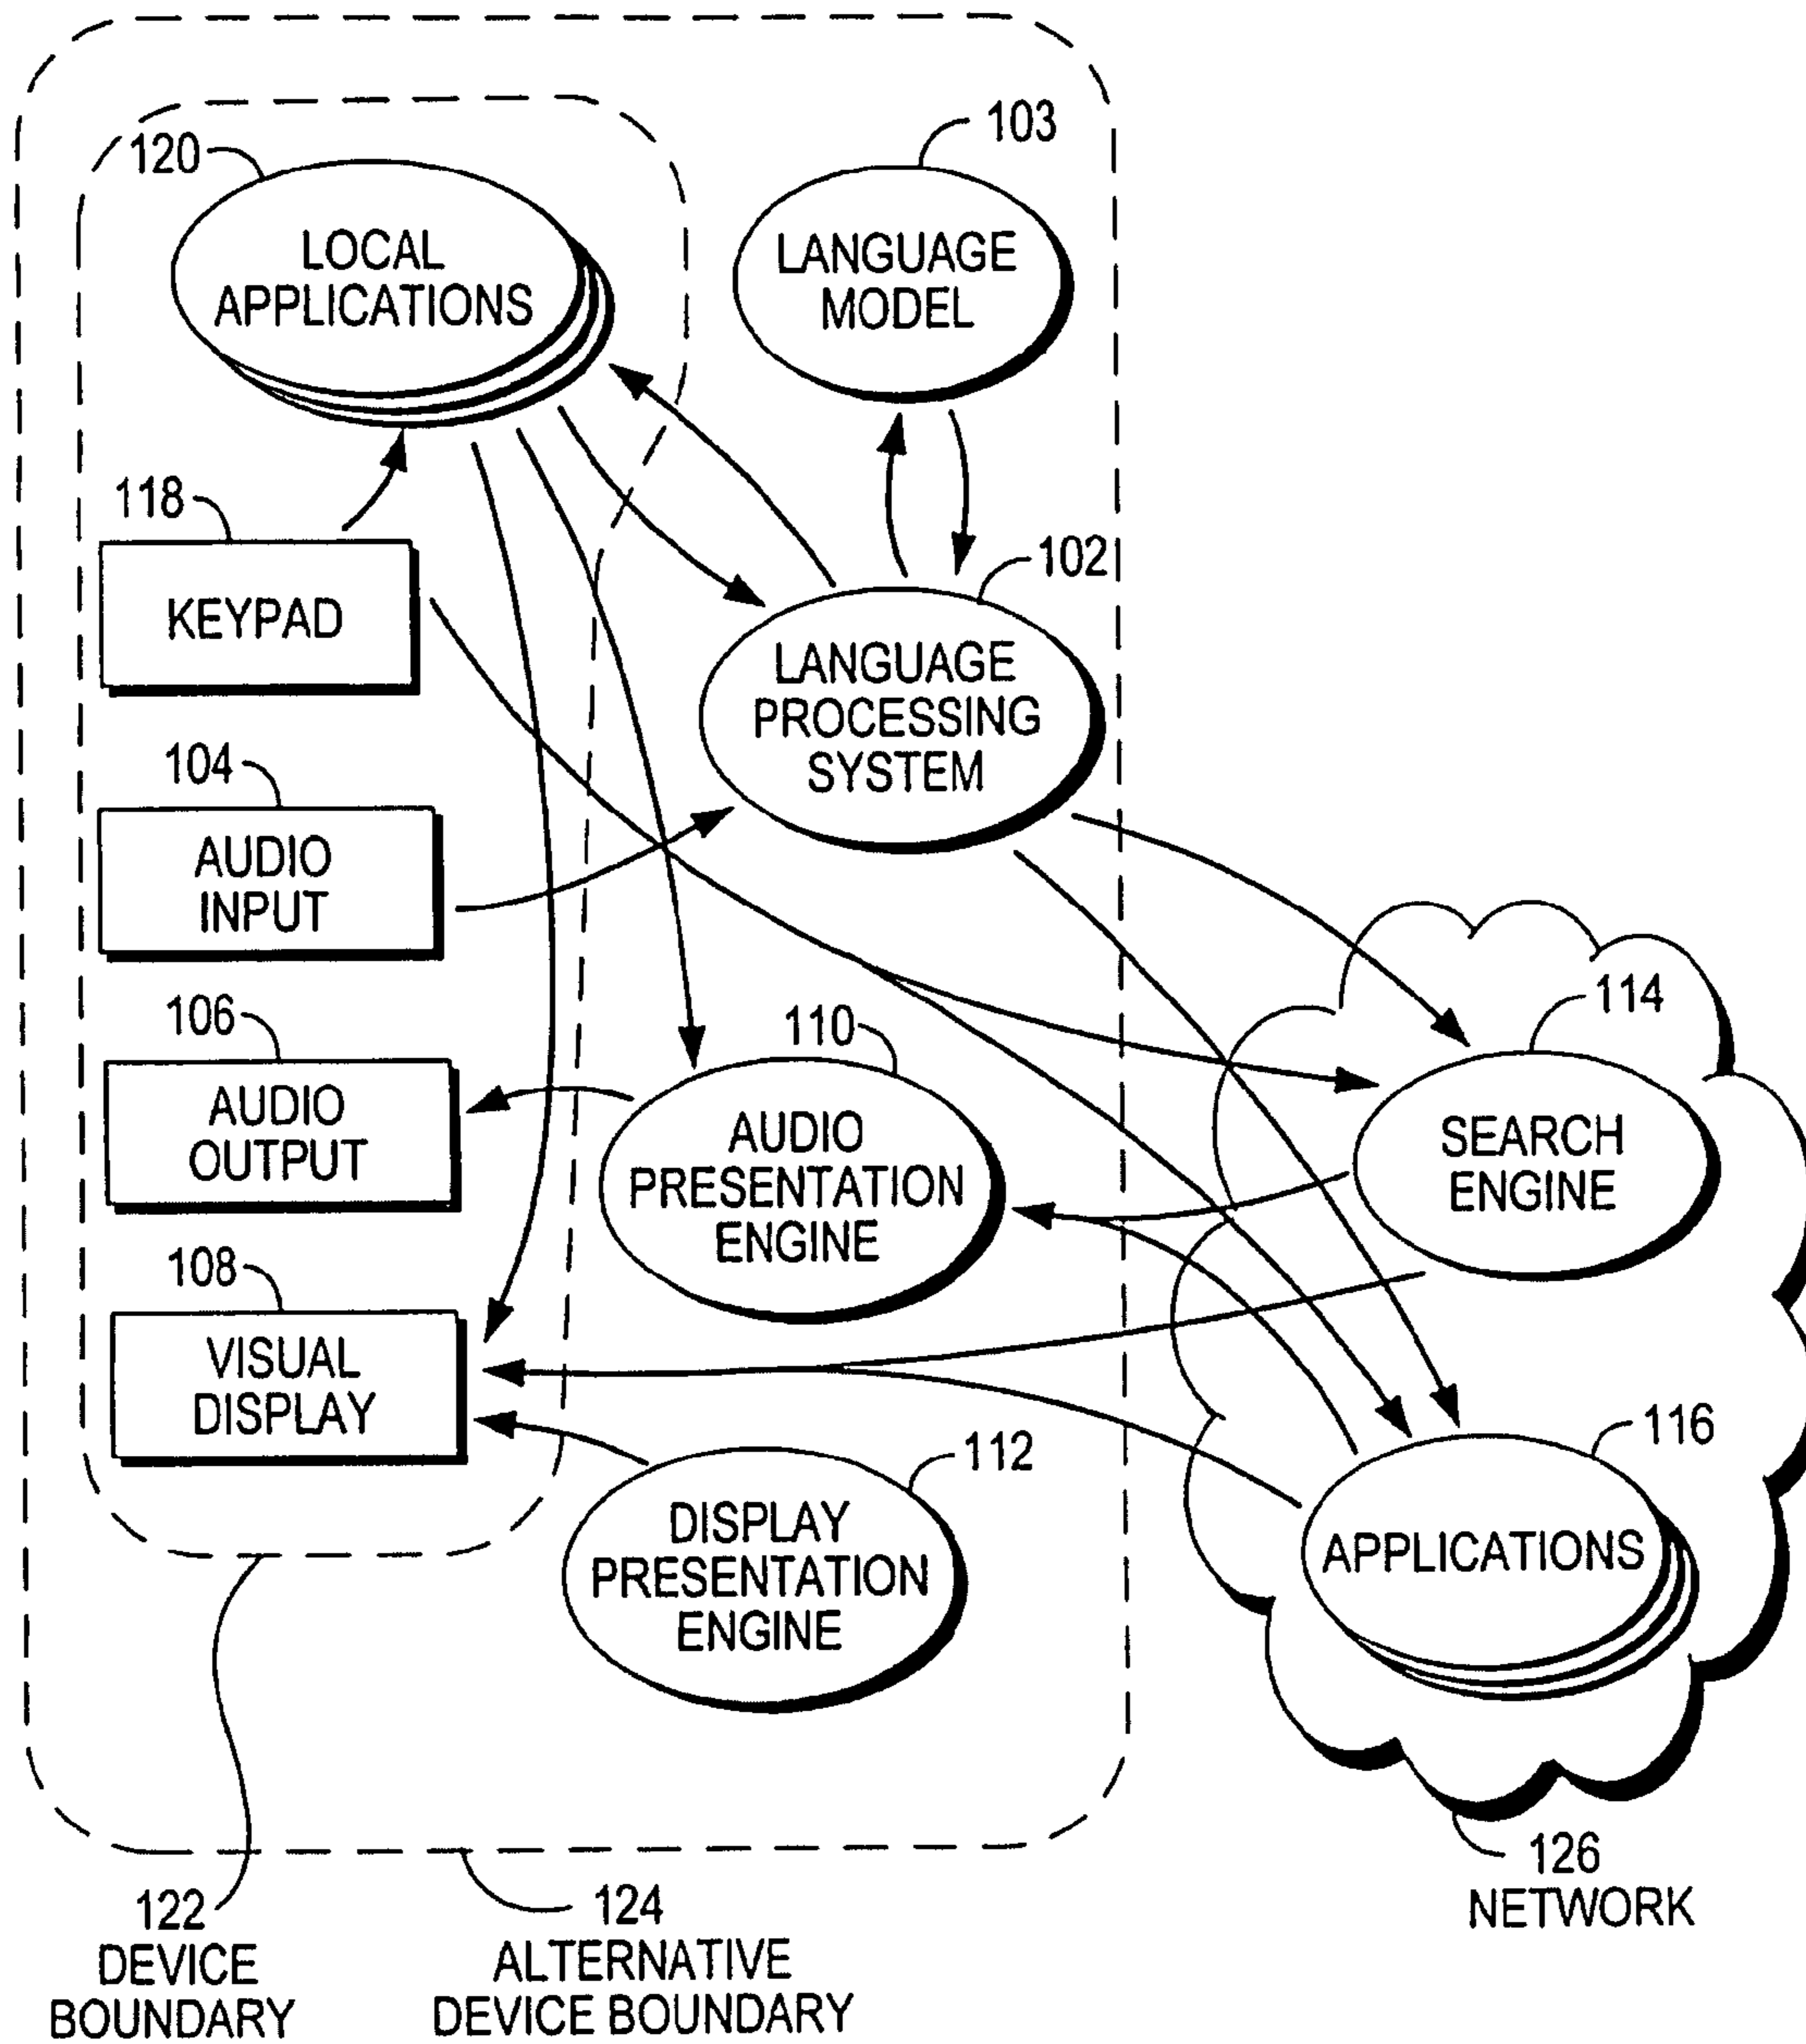 120
LOCAL
APPLICATIONS
103
LANGUAGE
MODEL
118
KEYPAD
102
LANGUAGE
PROCESSING
SYSTEM
104
AUDIO
INPUT
106
AUDIO
OUTPUT
110
AUDIO
PRESENTATION
ENGINE
114
SEARCH
ENGINE
108
VISUAL
DISPLAY
112
DISPLAY
PRESENTATION
ENGINE
116
APPLICATIONS
122
DEVICE
BOUNDARY
124
ALTERNATIVE
DEVICE BOUNDARY
126
NETWORK